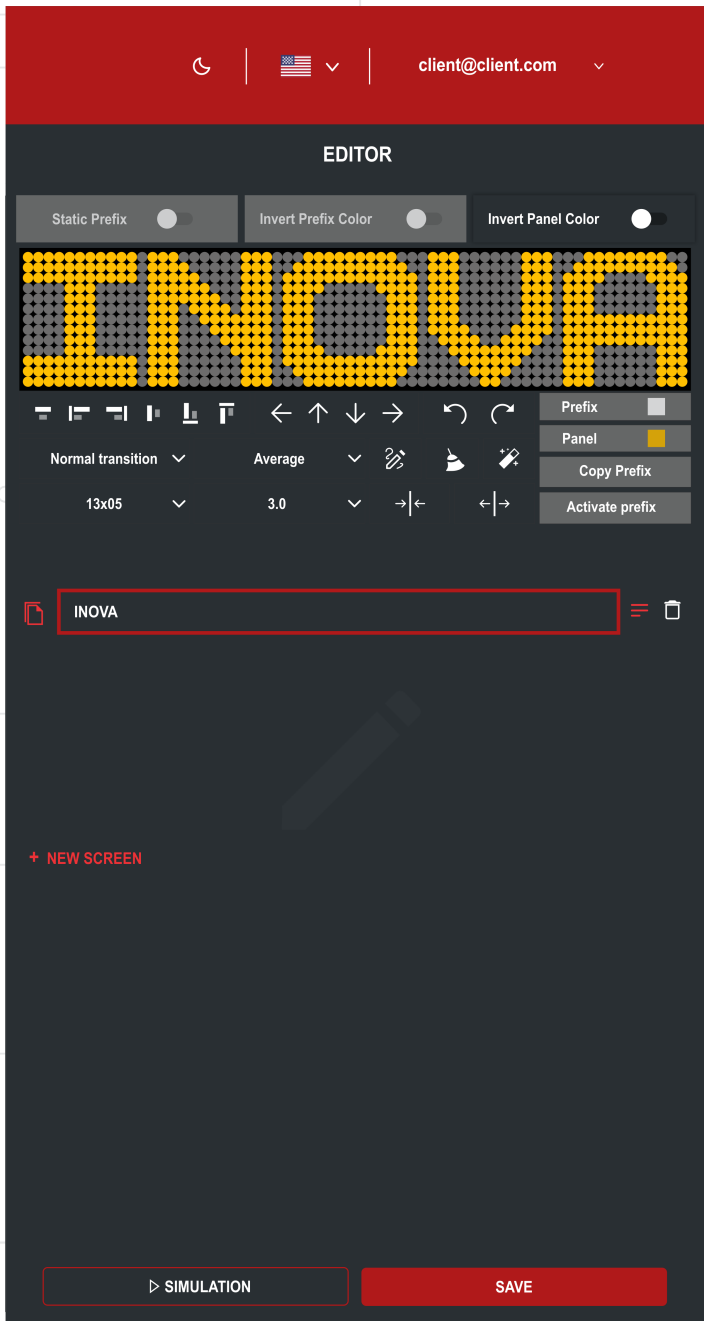 client@client.com
EDITOR
Static Prefix
Invert Prefix Color
Invert Panel Color
INOVA
Prefix
Panel
Normal transition
Average
Copy Prefix
13x05
3.0
Activate prefix
INOVA
+ NEW SCREEN
SIMULATION
SAVE